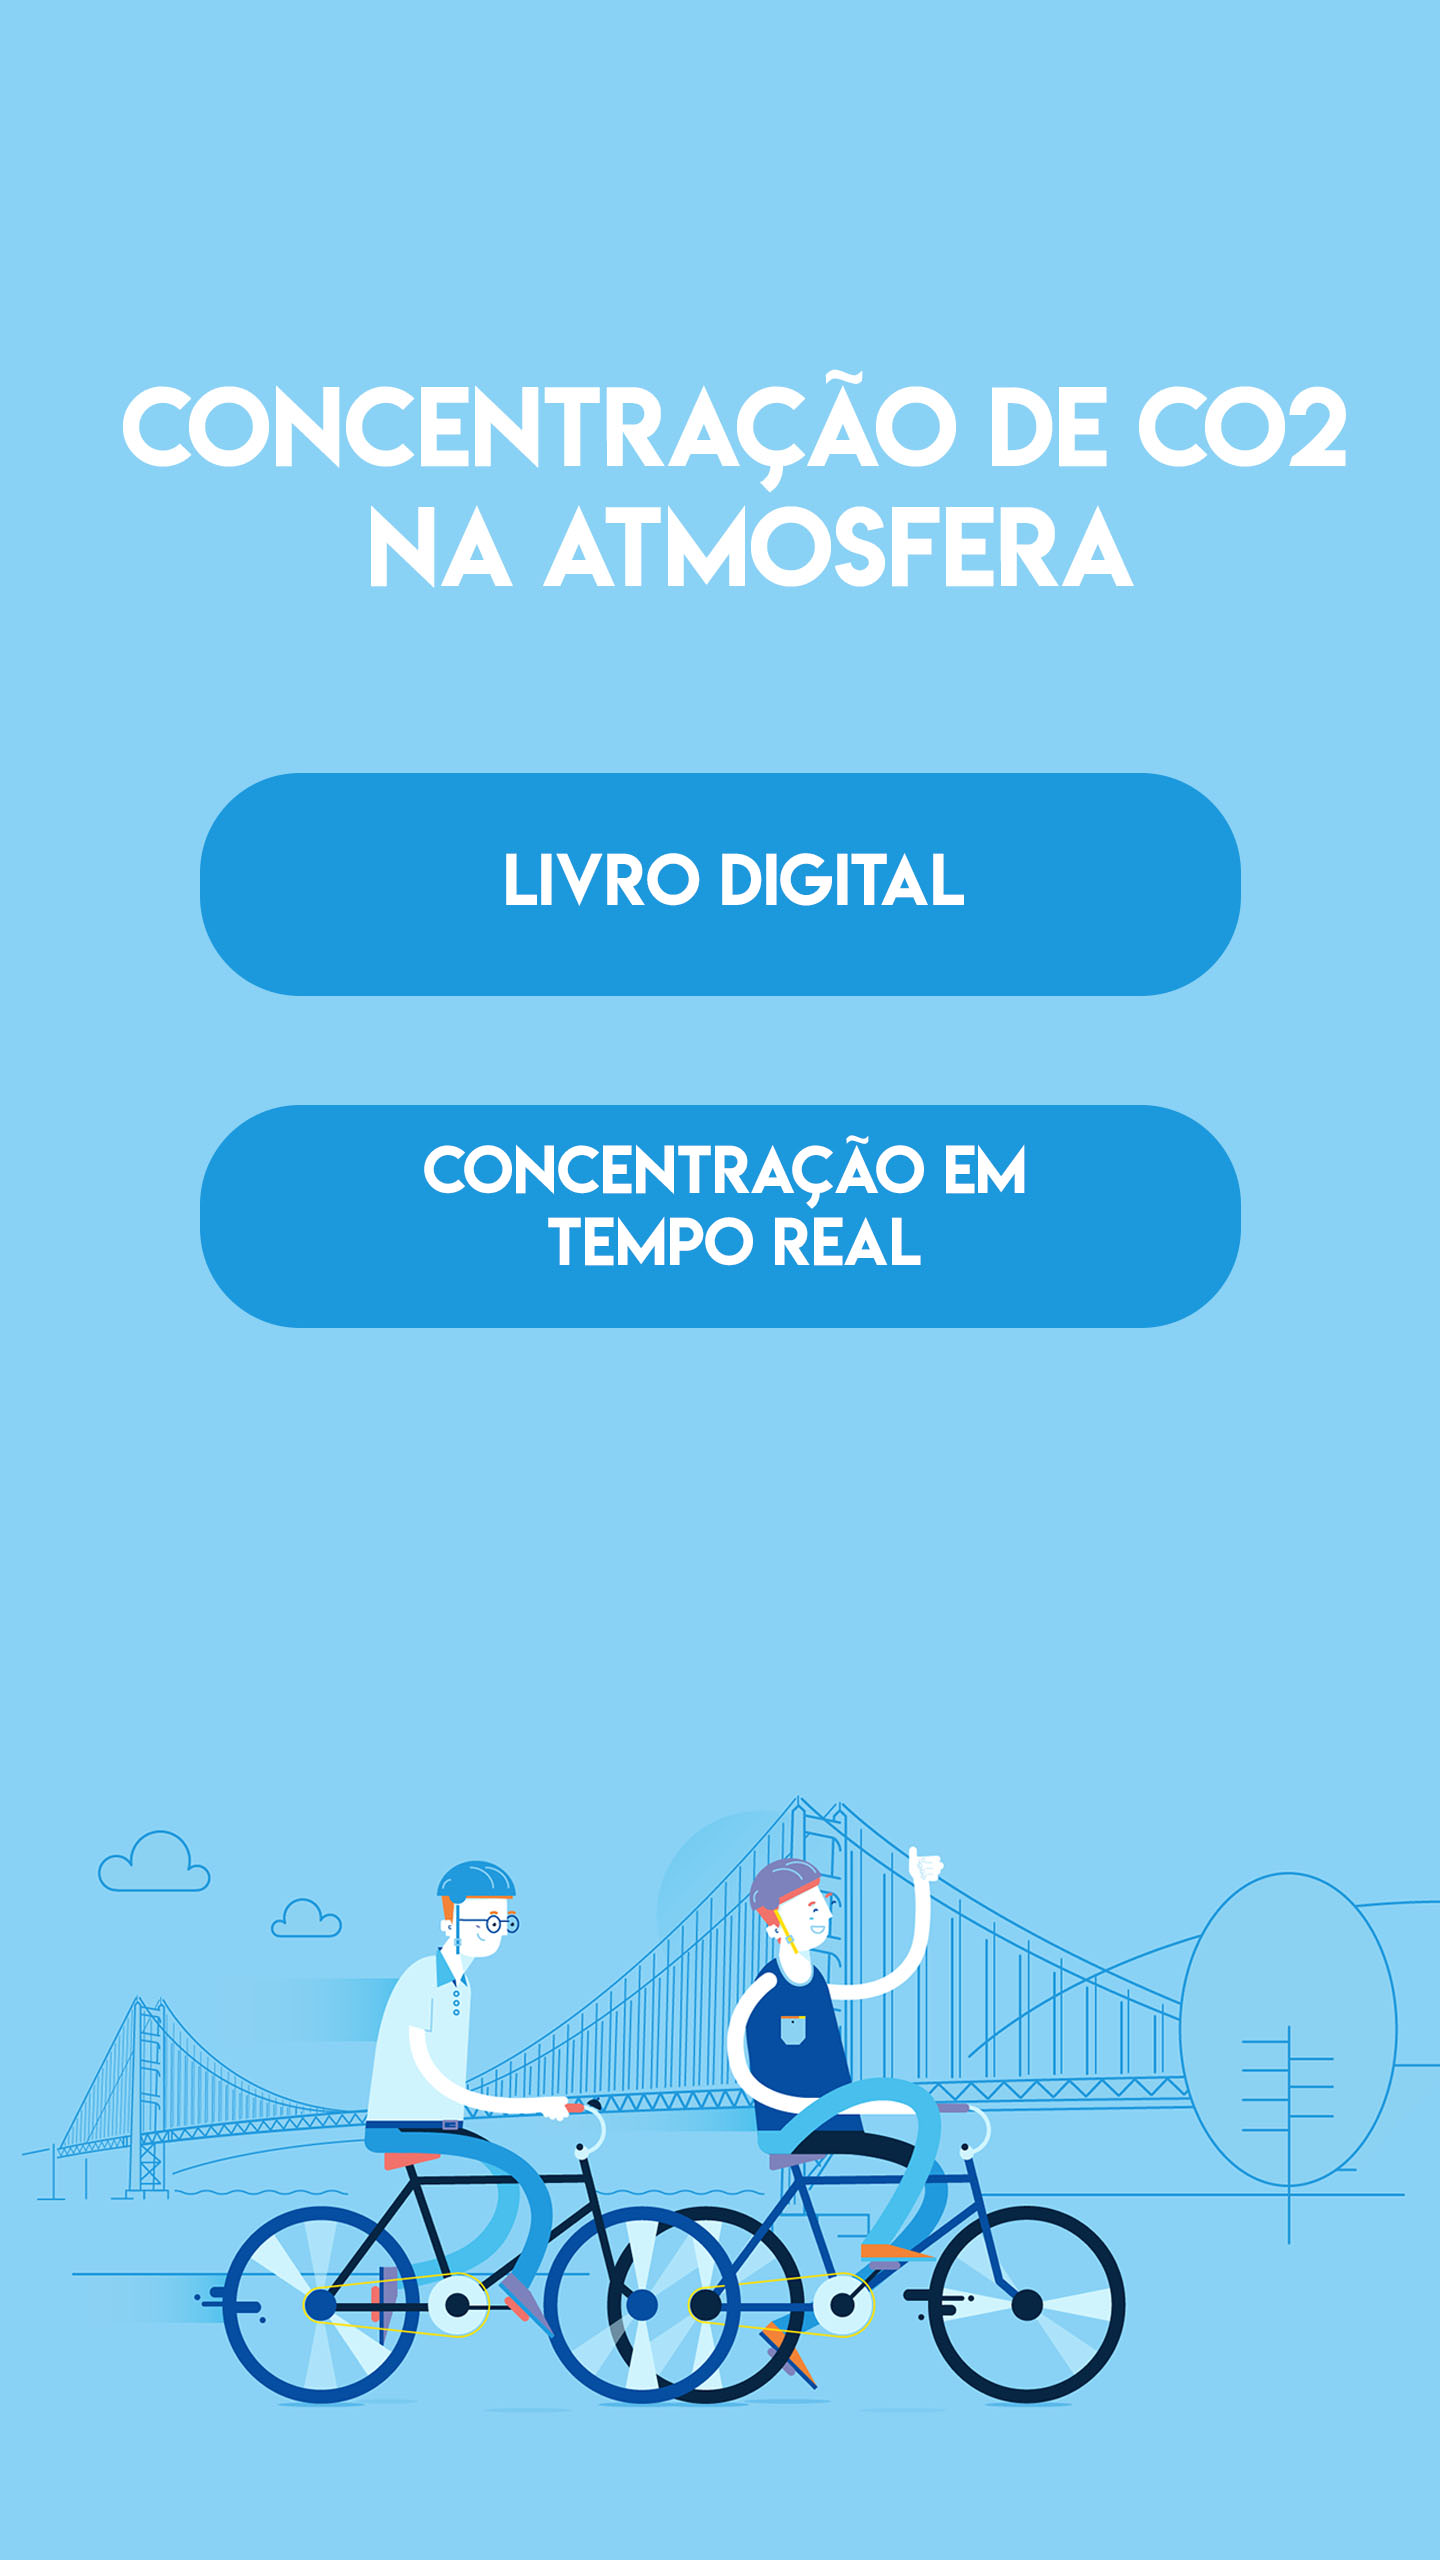 CONCENTRAÇÃO DE CO2
NA ATMOSFERA
LIVRO DIGITAL
CONCENTRAÇÃO EM
TEMPO REAL